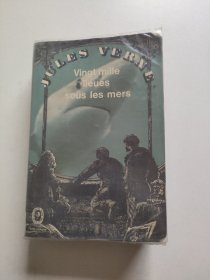 JULES VERNE
Vingt mille
lieues
sous les mers